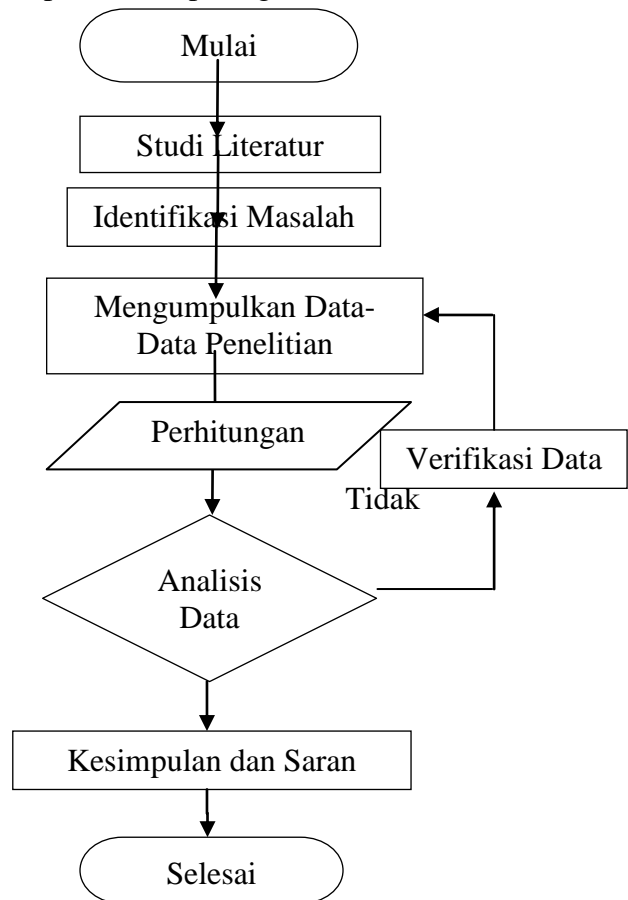 Mulai
Studi Literatur
Identifikasi Masalah
Mengumpulkan Data-
Data Penelitian
Perhitungan
Verifikasi Data
Tidak
Analisis
Data
Kesimpulan dan Saran
Selesai